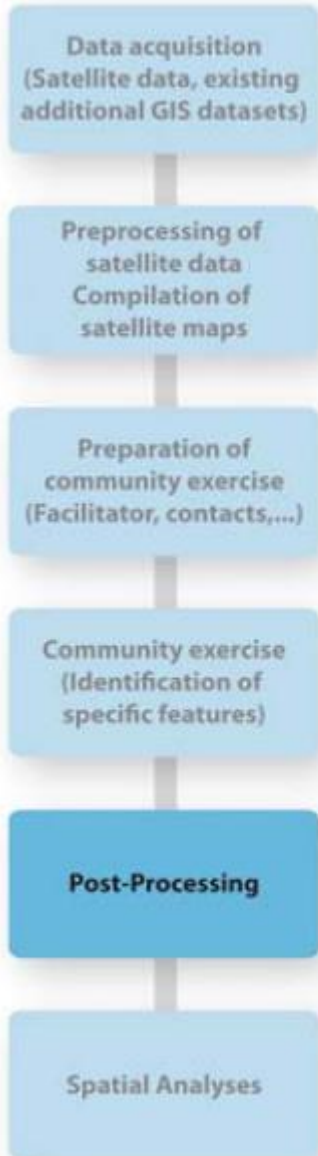 Data acquisition
(Satellite data, existing
additional GIS datasets)
Preprocessing of
satellite data
Compilation of
satellite maps
Preparation of
community exercise
(Facilitator, contacts,...)
Community exercise
(Identification of
specific features)
Post-Processing
Spatial Analyses